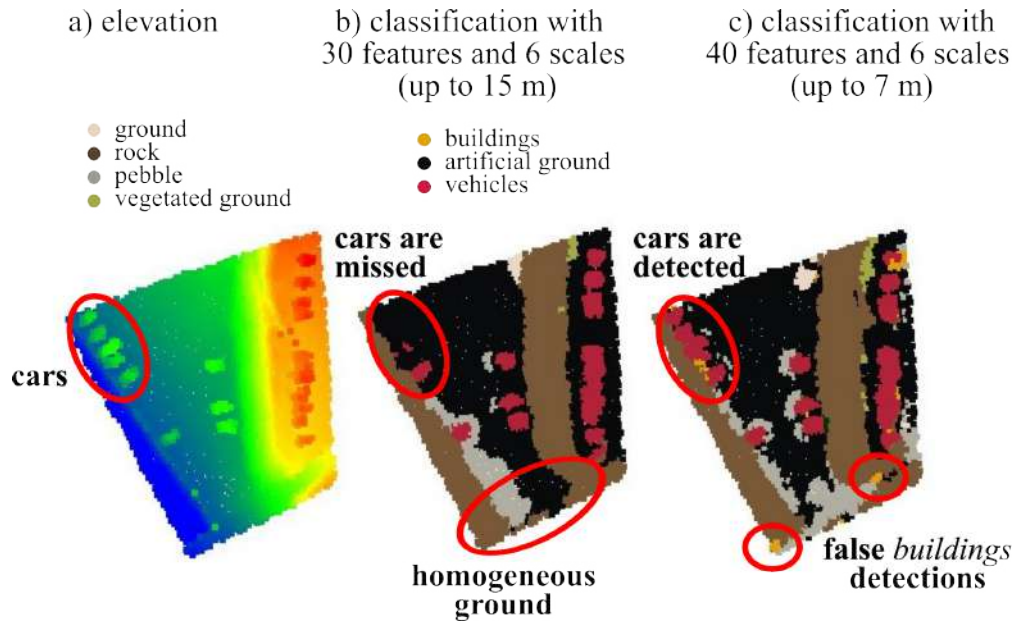 a) elevation
b) classification with
30 features and 6 scales
(up to 15 m)
c) classification with
40 features and 6 scales
(up to 7 m)
ground
rock
pebble
vegetated ground
buildings
artificial ground
vehicles
cars
cars are
missed
cars are
detected
homogeneous
ground
false buildings
detections